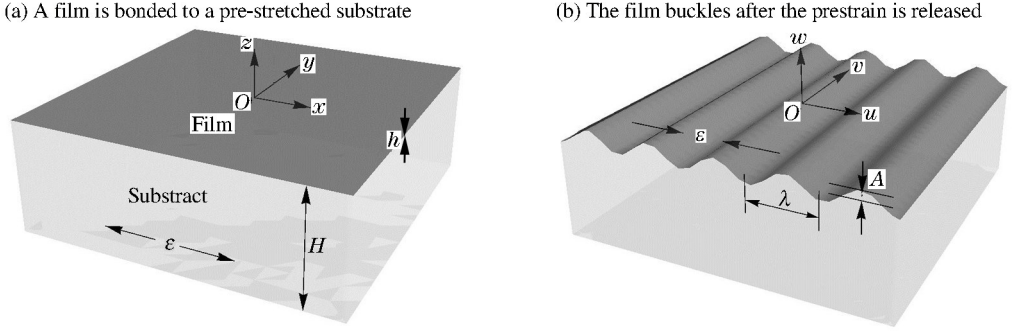 (a) A film is bonded to a pre-stretched substrate
z
y
O
x
Film
h
Substract
ε
H
(b) The film buckles after the prestrain is released
w
v
O
u
ε
A
λ